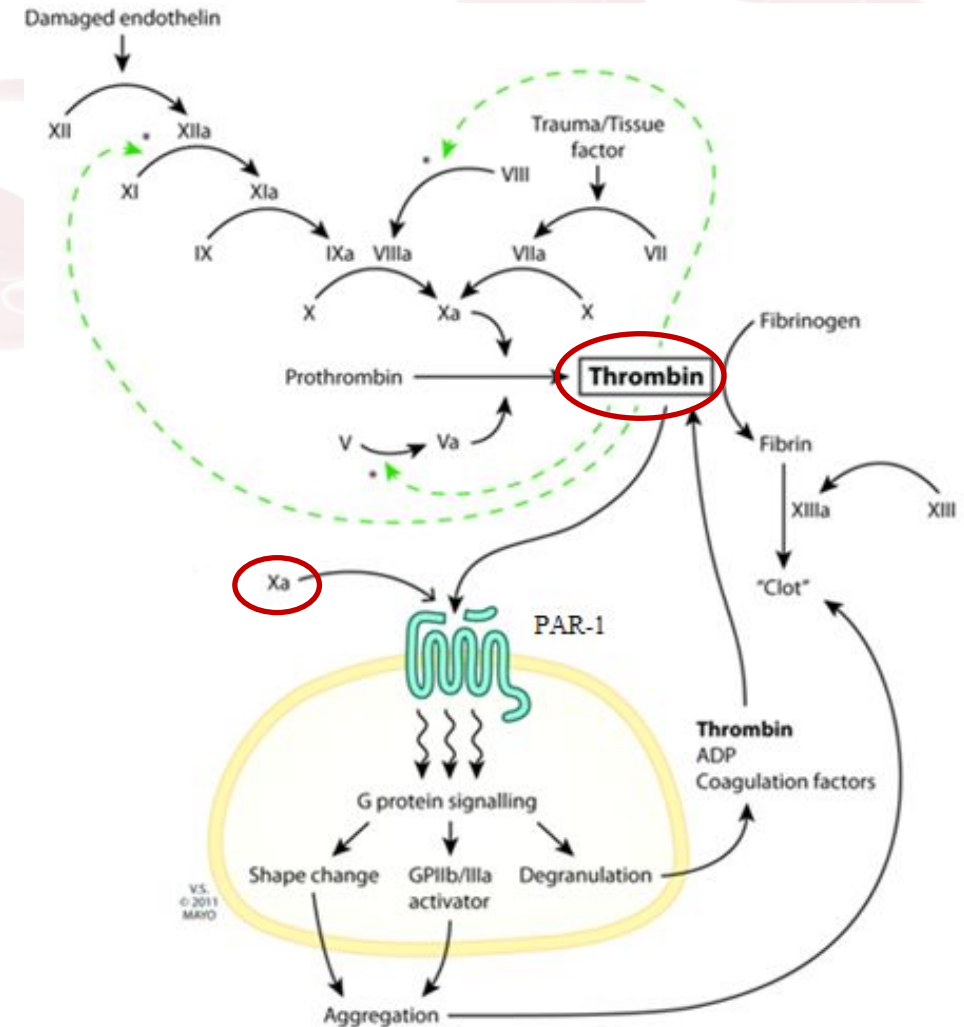 Damaged endothelin
XII
XIIa
Trauma/Tissue
factor
XI
XIa
VIII
IX
IXa
VIIIa
VIIa
VII
X
Xa
X
Fibrinogen
Prothrombin
Thrombin
V
Va
Fibrin
XIIIa
XIII
Xa
"Clot"
PAR-1
Thrombin
ADP
Coagulation factors
G protein signalling
Shape change
GPIIb/IIIa
activator
Degranulation
V.S.
© 2011
MAYO
Aggregation